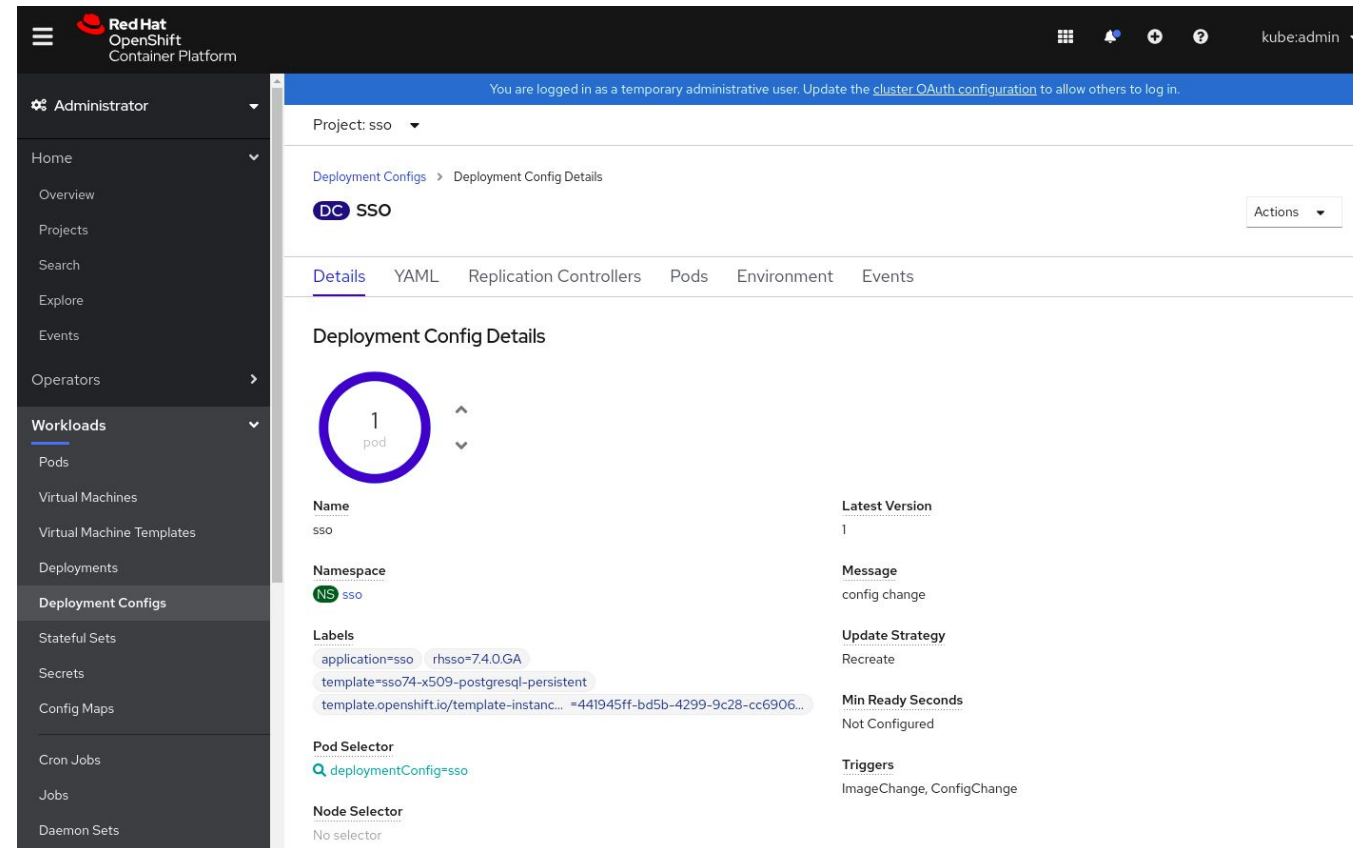 Red Hat
OpenShift
Container Platform
kube:admin
Administrator
You are logged in as a temporary administrative user. Update the cluster OAuth configuration to allow others to log in.
Project: sso
Home
Overview
Projects
Search
Explore
Events
Operators
Workloads
Pods
Virtual Machines
Virtual Machine Templates
Deployments
Deployment Configs
Stateful Sets
Secrets
Config Maps
Cron Jobs
Jobs
Daemon Sets
Deployment Configs > Deployment Config Details
DC SSO
Actions
Details YAML Replication Controllers Pods Environment Events
Deployment Config Details
1
pod
Name
sso
Namespace
NS sso
Labels
application=sso rhsso=7.4.0.GA
template=sso74-x509-postgresql-persistent
template.openshift.io/template-instanc... =441945ff-bd5b-4299-9c28-cc6906...
Pod Selector
deploymentConfig=sso
Node Selector
No selector
Latest Version
1
Message
config change
Update Strategy
Recreate
Min Ready Seconds
Not Configured
Triggers
ImageChange, ConfigChange